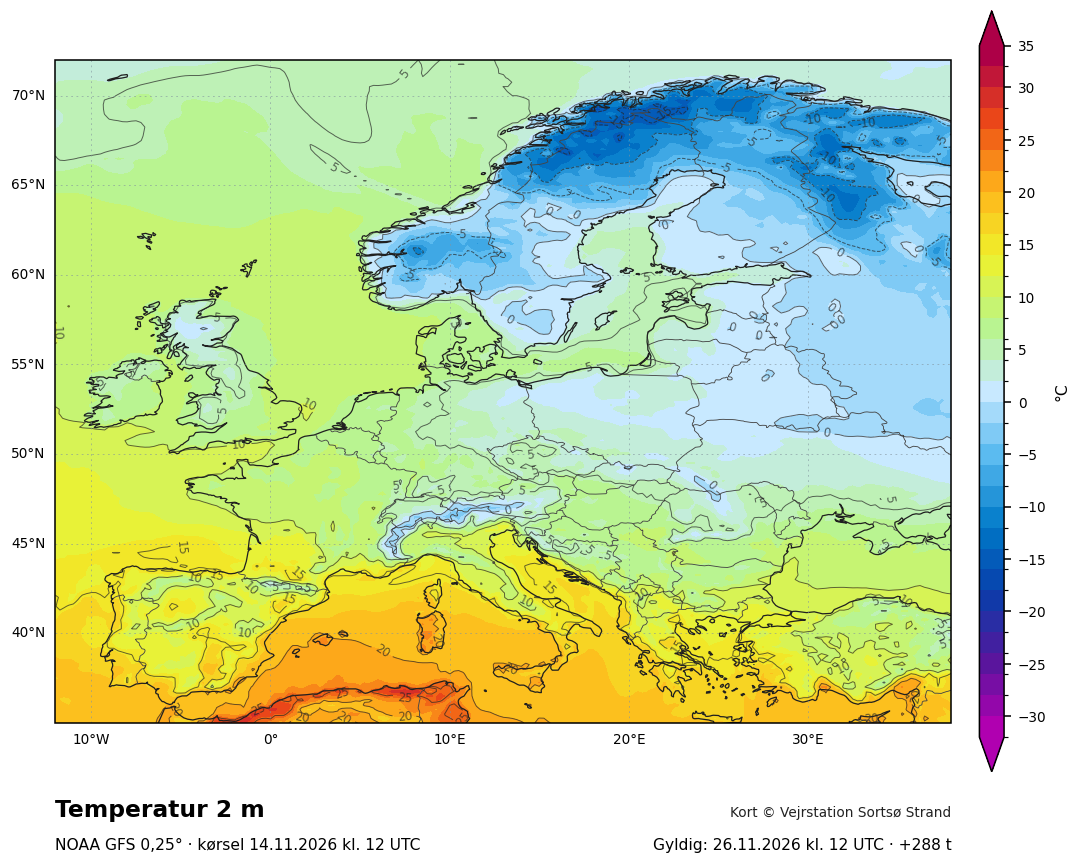 70°N
65°N
60°N
55°N
50°N
45°N
40°N
10°W
0°
10°E
20°E
30°E
35
30
25
20
15
10
5
0
−5
−10
−15
−20
−25
−30
°C
Temperatur 2 m
Kort © Vejrstation Sortsø Strand
NOAA GFS 0,25° · kørsel 14.11.2026 kl. 12 UTC
Gyldig: 26.11.2026 kl. 12 UTC · +288 t